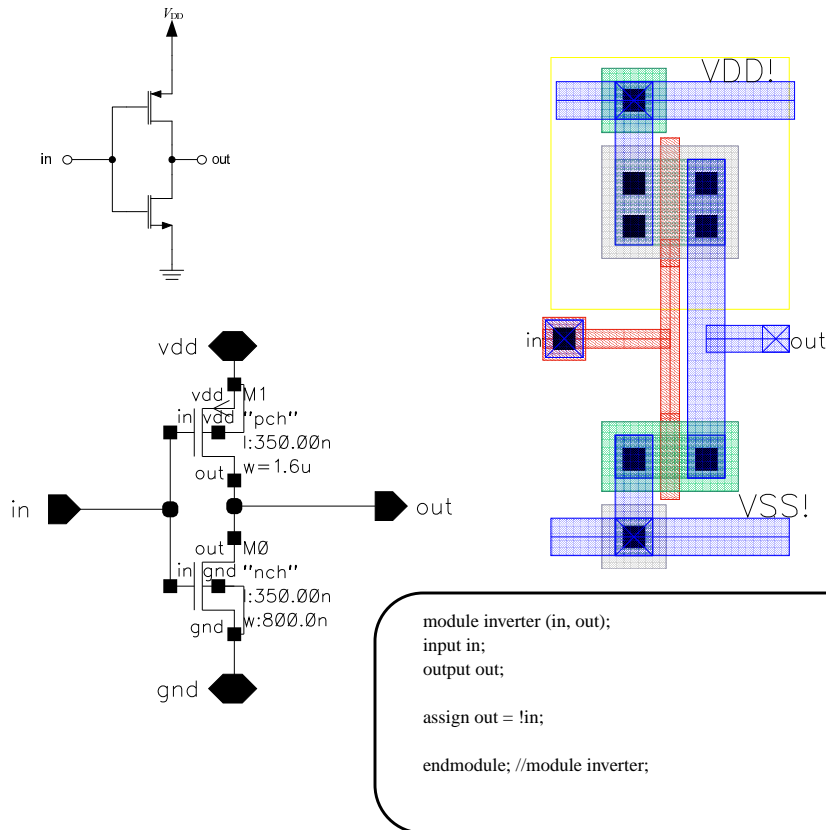 VDD
in
out
VDD!
in
out
VSS!
vdd
vdd
M1
in
vdd
"pch"
l:350.00n
out
w=1.6u
in
out
out
M0
in
gnd
"nch"
l:350.00n
w:800.0n
gnd
gnd
module inverter (in, out);
input in;
output out;
assign out = !in;
endmodule; //module inverter;